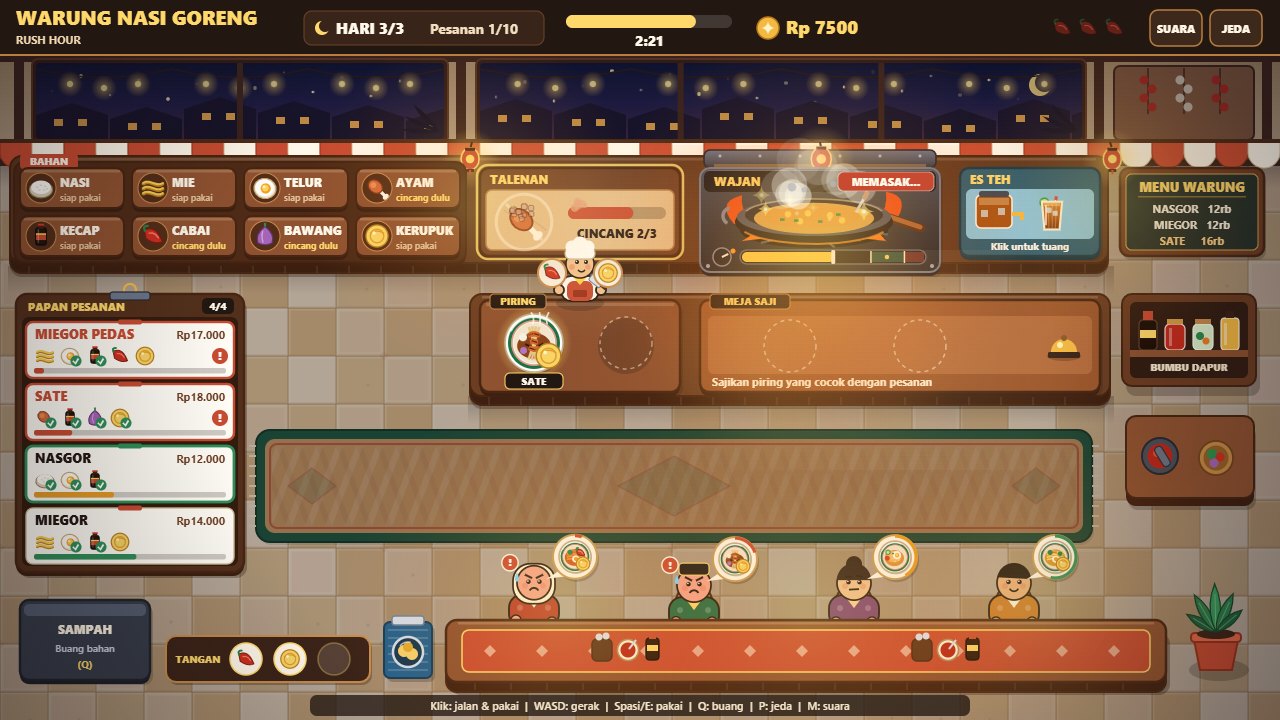 WARUNG NASI GORENG
RUSH HOUR
HARI 3/3 Pesanan 1/10
2:21
Rp 7500
SUARA
JEDA
BAHAN
NASI
siap pakai
MIE
siap pakai
TELUR
siap pakai
AYAM
cincang dulu
KECAP
siap pakai
CABAI
cincang dulu
BAWANG
cincang dulu
KERUPUK
siap pakai
TALENAN
CINCANG 2/3
WAJAN
MEMASAK...
ES TEH
Klik untuk tuang
MENU WARUNG
NASGOR 12rb
MIEGOR 12rb
SATE 16rb
PAPAN PESANAN 4/4
MIEGOR PEDAS Rp17.000
!
SATE Rp18.000
!
NASGOR Rp12.000
MIEGOR Rp14.000
PIRING
SATE
MEJA SAJI
Sajikan piring yang cocok dengan pesanan
BUMBU DAPUR
!
!
SAMPAH
Buang bahan
(Q)
TANGAN
Klik: jalan & pakai | WASD: gerak | Spasi/E: pakai | Q: buang | P: jeda | M: suara